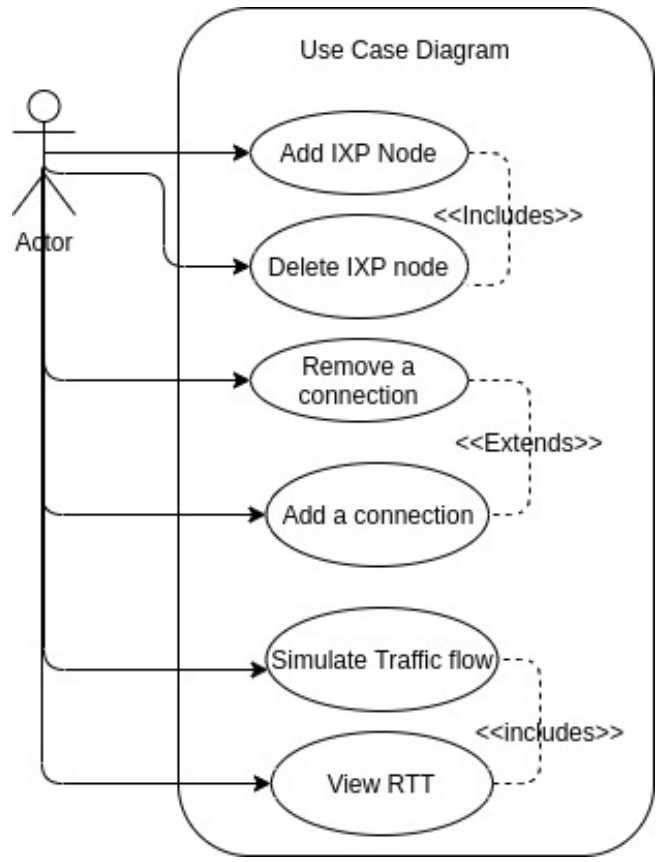 Use Case Diagram
Add IXP Node
<<Includes>>
Actor
Delete IXP node
Remove a
connection
<<Extends>>
Add a connection
Simulate Traffic flow
<<includes>>
View RTT